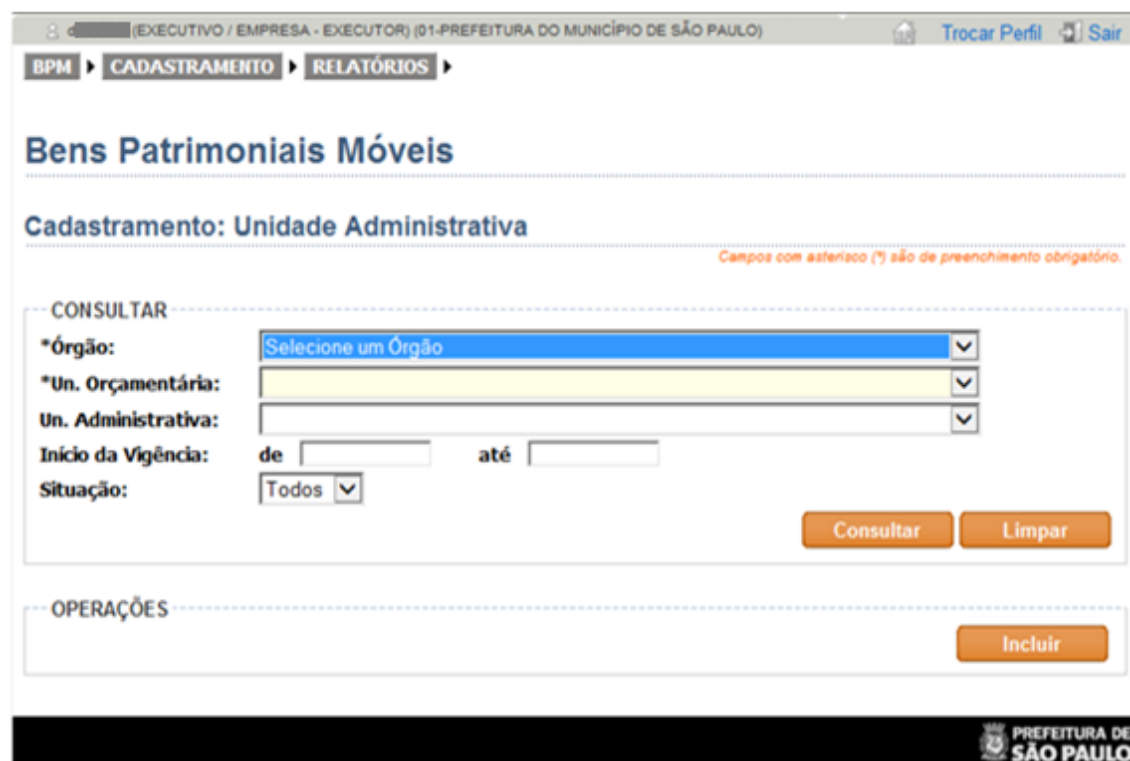 (EXECUTIVO / EMPRESA - EXECUTOR) (01-PREFEITURA DO MUNICÍPIO DE SÃO PAULO) Trocar Perfil Sair
BPM CADASTRAMENTO RELATÓRIOS
Bens Patrimoniais Móveis
Cadastramento: Unidade Administrativa
Campos com asterisco (*) são de preenchimento obrigatório.
CONSULTAR
*Órgão: Selecione um Órgão
*Un. Orçamentária:
Un. Administrativa:
Início da Vigência: de até
Situação: Todos
Consultar Limpar
OPERAÇÕES
Incluir
PREFEITURA DE
SÃO PAULO